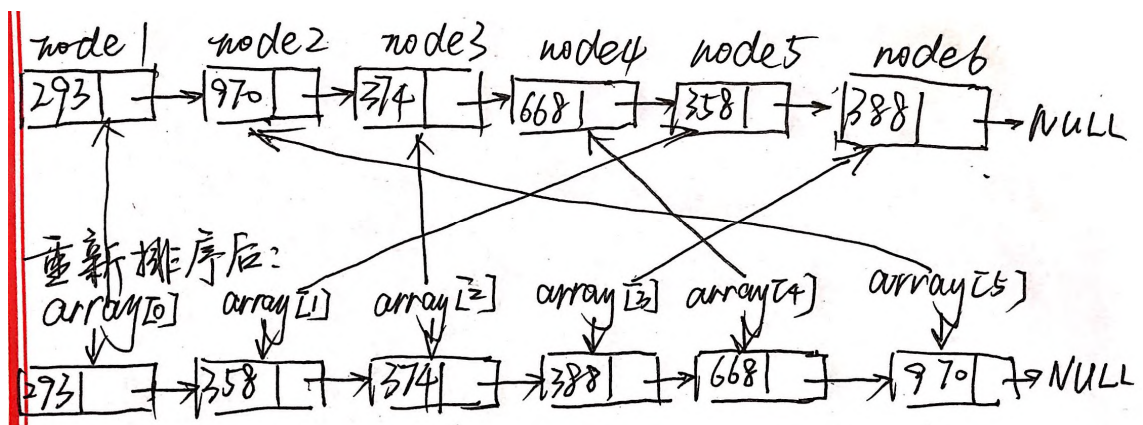 node1 node2 node3 node4 node5 node6
293 970 374 668 358 388 NULL
重新排序后:
array[0] array[1] array[2] array[3] array[4] array[5]
293 358 374 388 668 970 NULL